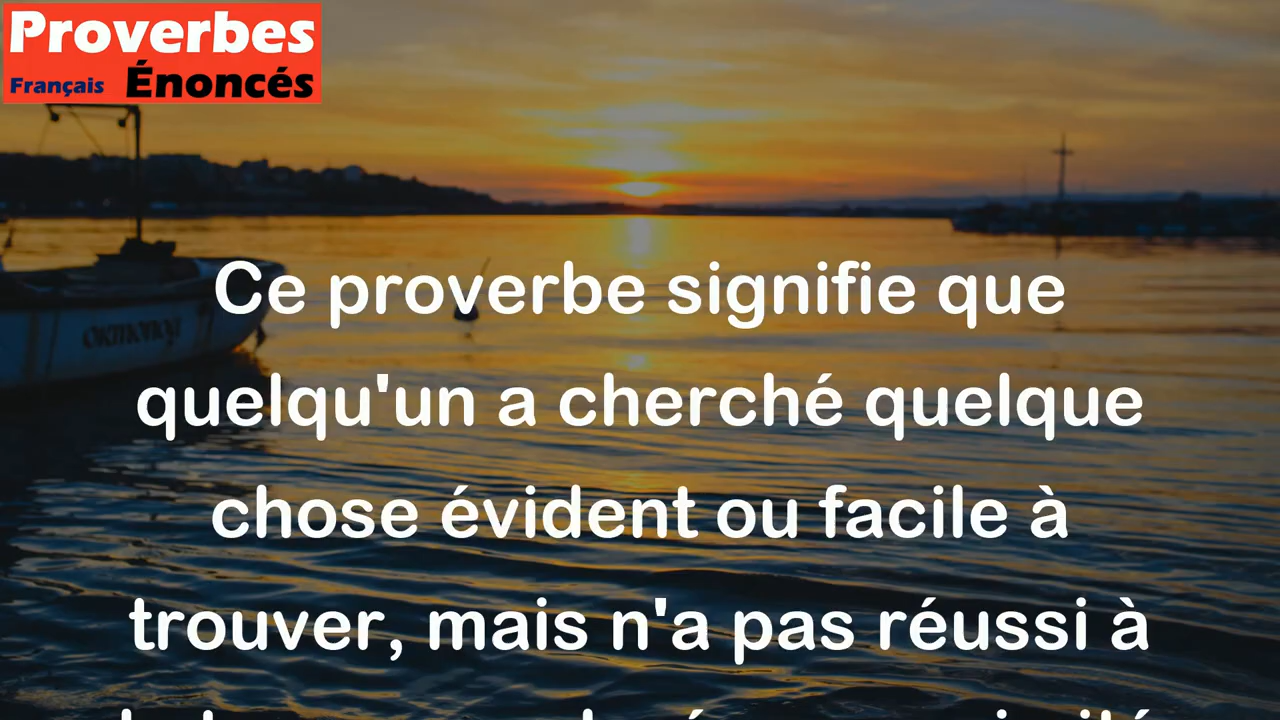 Proverbes
Français Énoncés
Ce proverbe signifie que
quelqu'un a cherché quelque
chose évident ou facile à
trouver, mais n'a pas réussi à